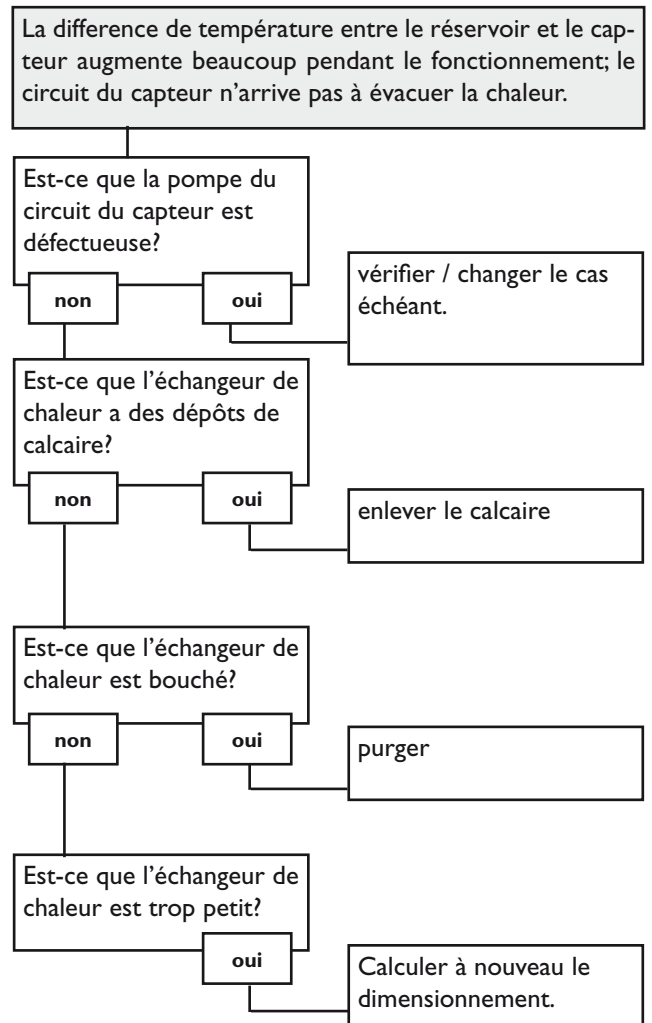 La difference de température entre le réservoir et le cap-
teur augmente beaucoup pendant le fonctionnement; le
circuit du capteur n’arrive pas à évacuer la chaleur.
Est-ce que la pompe du
circuit du capteur est
défectueuse?
non
oui
vérifier / changer le cas
échéant.
Est-ce que l’échangeur de
chaleur a des dépôts de
calcaire?
non
oui
enlever le calcaire
Est-ce que l’échangeur de
chaleur est bouché?
non
oui
purger
Est-ce que l’échangeur de
chaleur est trop petit?
oui
Calculer à nouveau le
dimensionnement.